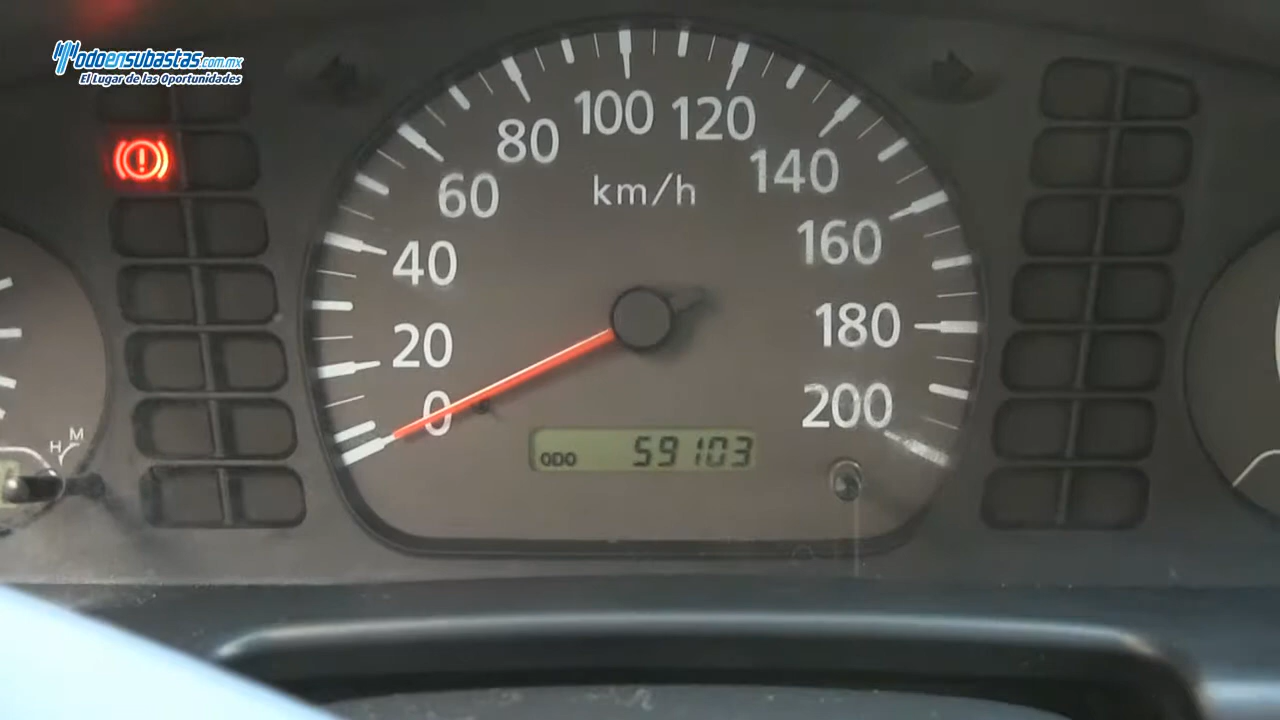 Todoensubastas.com.mx
El Lugar de las Oportunidades
0
20
40
60
80
100
120
140
160
180
200
km/h
ODO 59103
H M